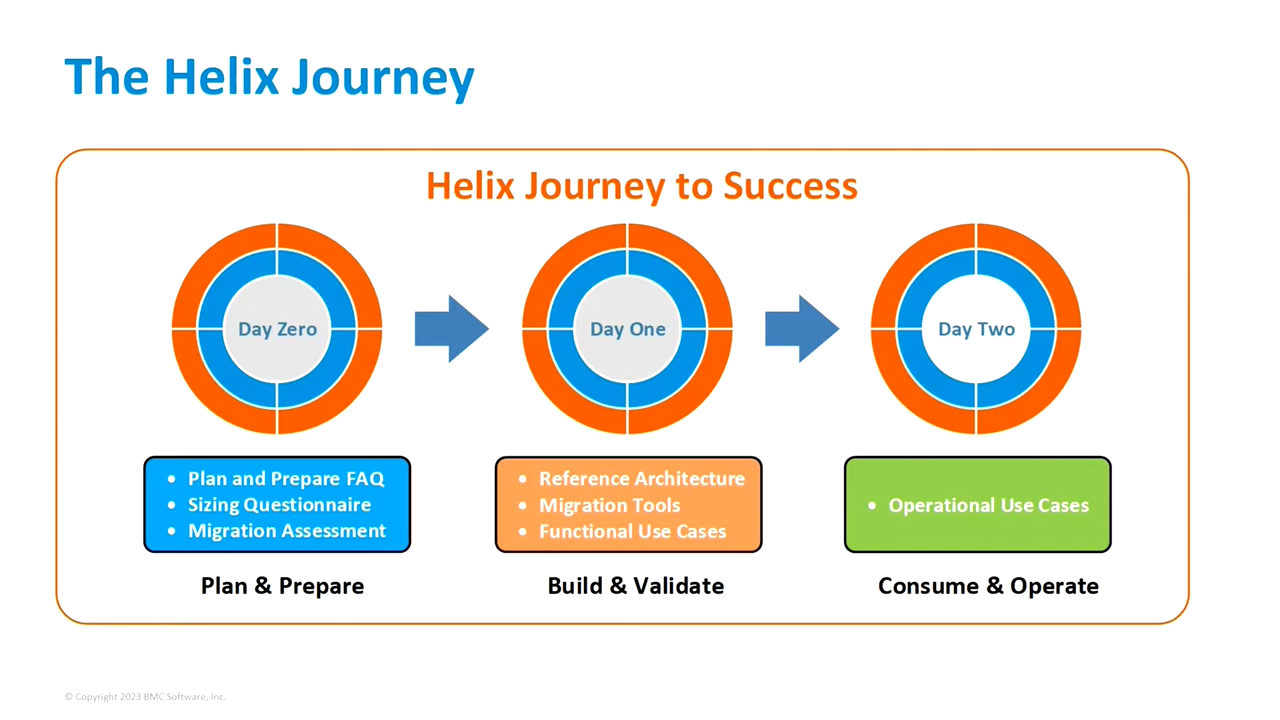 The Helix Journey
Helix Journey to Success
Day Zero
Day One
Day Two
• Plan and Prepare FAQ
• Sizing Questionnaire
• Migration Assessment
• Reference Architecture
• Migration Tools
• Functional Use Cases
• Operational Use Cases
Plan & Prepare
Build & Validate
Consume & Operate
© Copyright 2023 BMC Software, Inc.